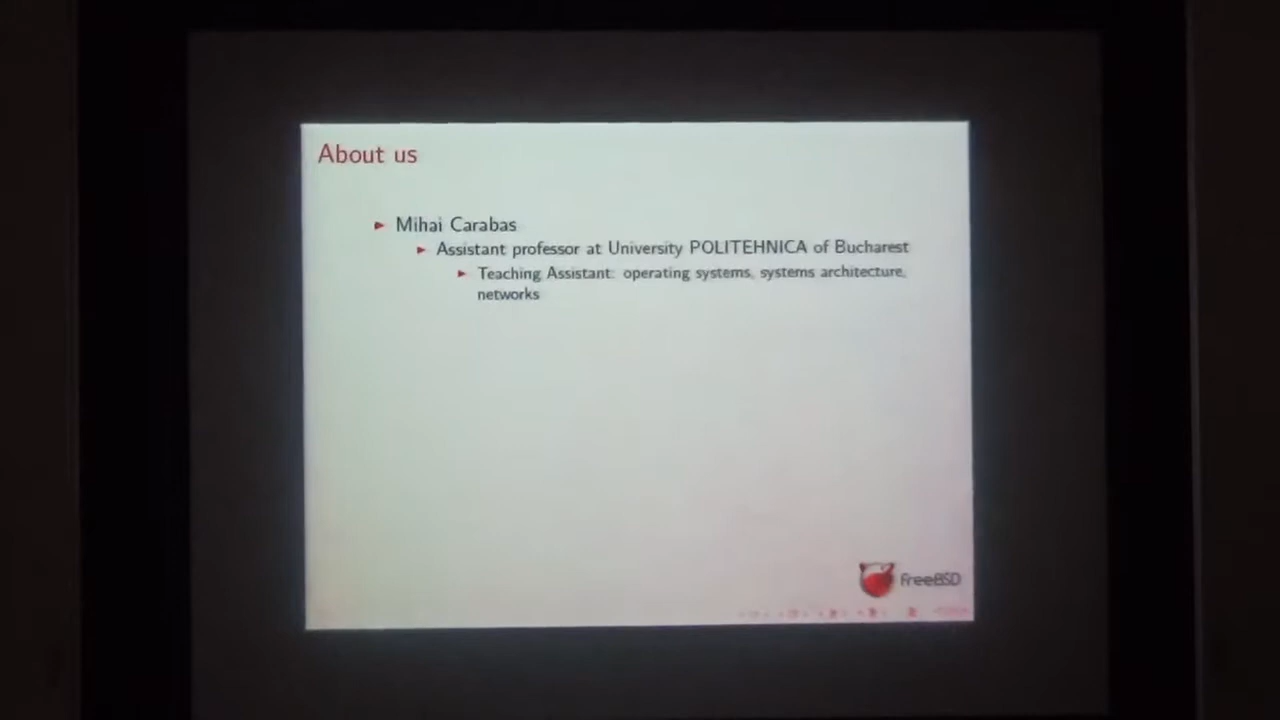 About us
Mihai Carabas
Assistant professor at University POLITEHNICA of Bucharest
Teaching Assistant: operating systems, systems architecture,
networks
FreeBSD